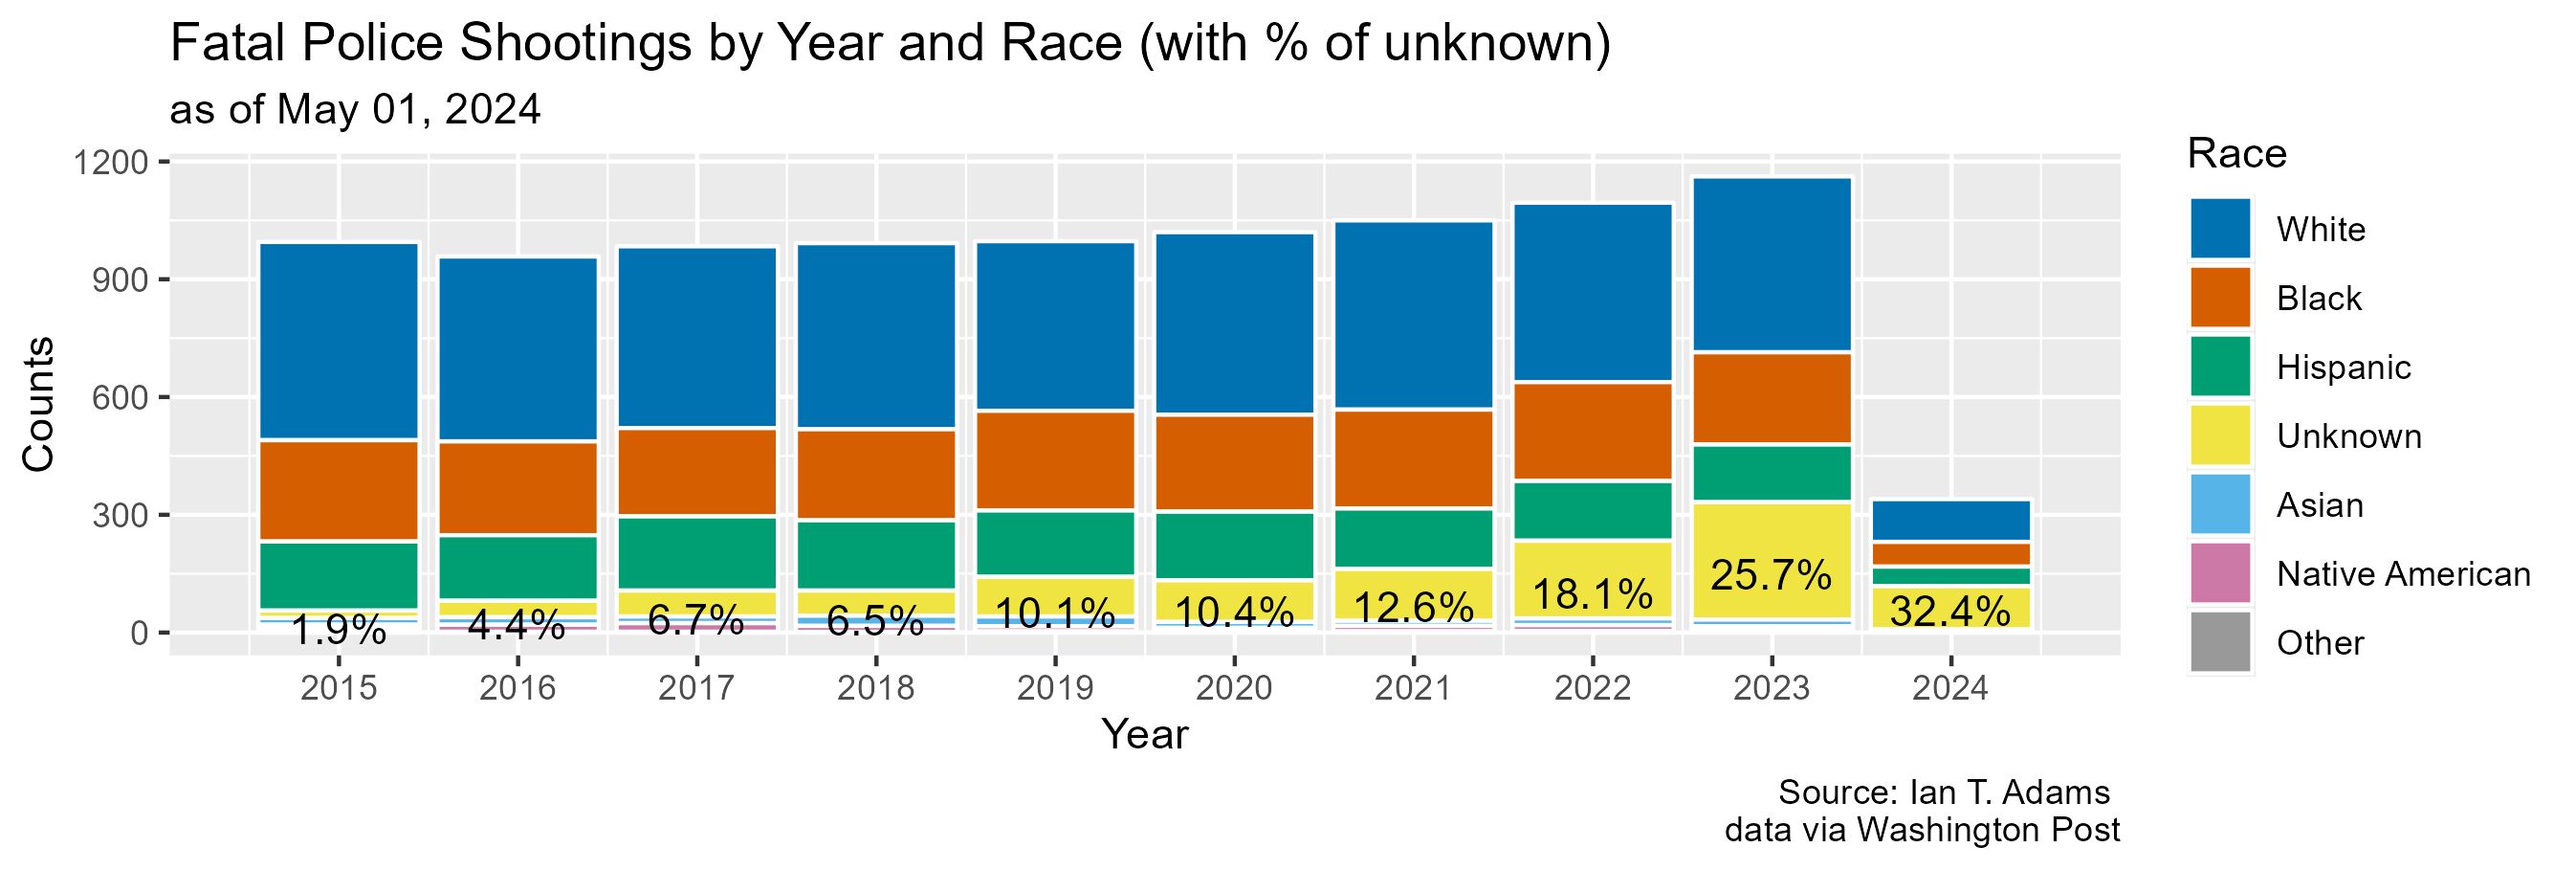 Fatal Police Shootings by Year and Race (with % of unknown)
as of May 01, 2024
Counts
1200
900
600
300
0
1.9%
4.4%
6.7%
6.5%
10.1%
10.4%
12.6%
18.1%
25.7%
32.4%
2015
2016
2017
2018
2019
2020
2021
2022
2023
2024
Year
Race
White
Black
Hispanic
Unknown
Asian
Native American
Other
Source: Ian T. Adams
data via Washington Post